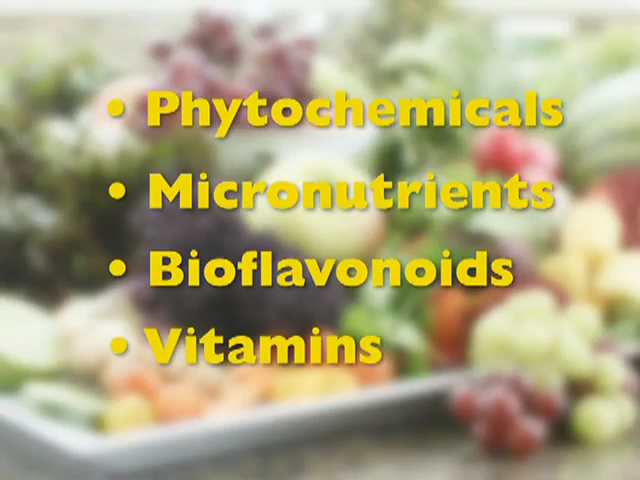 • Phytochemicals
• Micronutrients
• Bioflavonoids
• Vitamins